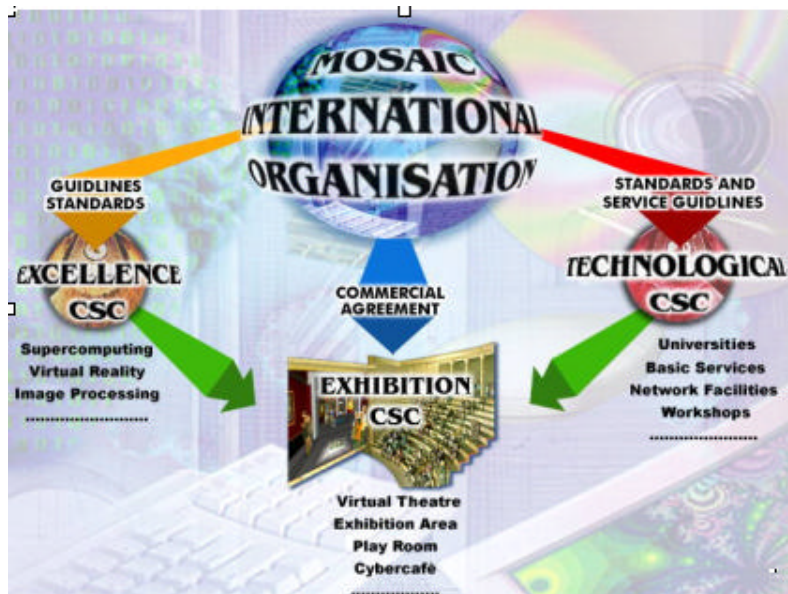 MOSAIC
INTERNATIONAL
ORGANISATION
GUIDLINES
STANDARDS
STANDARDS AND
SERVICE GUIDLINES
EXCELLENCE
CSC
COMMERCIAL
AGREEMENT
TECHNOLOGICAL
CSC
Supercomputing
Virtual Reality
Image Processing
........................
Universities
Basic Services
Network Facilities
Workshops
.....................
EXHIBITION
CSC
Virtual Theatre
Exhibition Area
Play Room
Cybercafé
.................